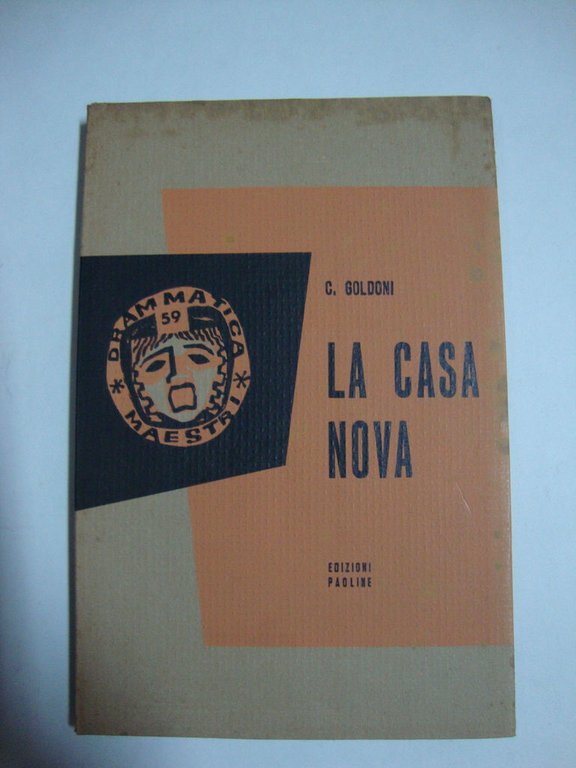 C. GOLDONI
DRAMMATICA
59
* MAESTRI *
LA CASA
NOVA
EDIZIONI
PAOLINE